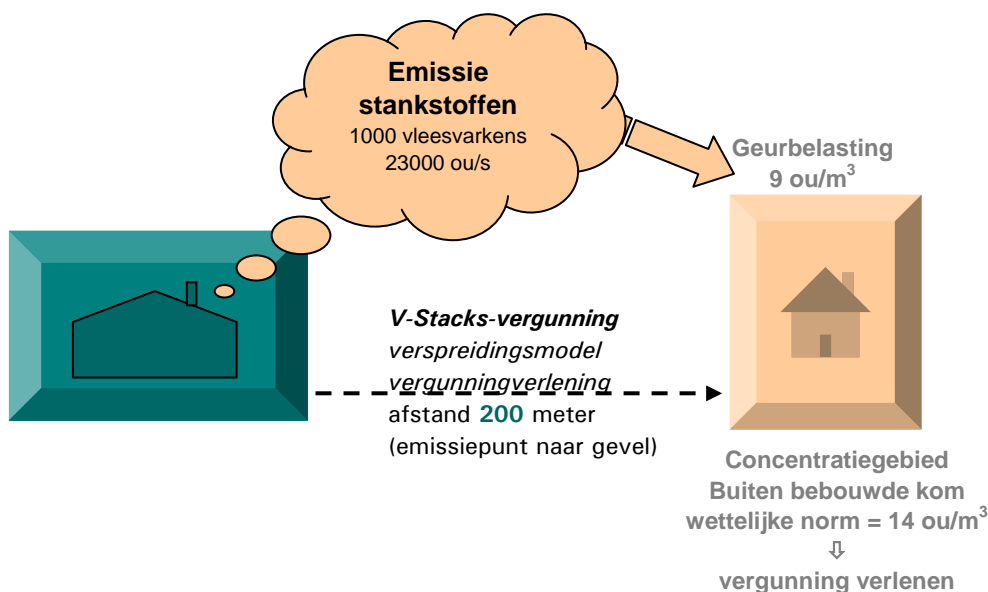 Emissie
stankstoffen
1000 vleesvarkens
23000 ou/s
Geurbelasting
9 ou/m³
V-Stacks-vergunning
verspreidingsmodel
vergunningverlening
afstand 200 meter
(emissiepunt naar gevel)
Concentratiegebied
Buiten bebouwde kom
wettelijke norm = 14 ou/m³
⇩
vergunning verlenen